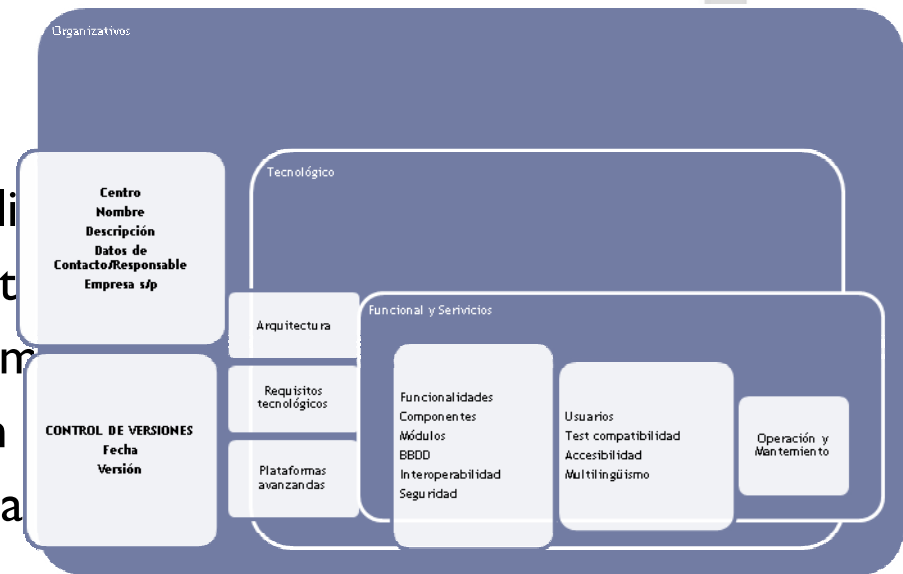 Organizativos
Centro
Nombre
Descripción
Datos de
Contacto/Responsable
Empresa s/p
CONTROL DE VERSIONES
Fecha
Versión
Tecnológico
Arquitectura
Requisitos
tecnológicos
Plataformas
avanzandas
Funcional y Serivicios
Funcionalidades
Componentes
Módulos
BBDD
Interoperabilidad
Seguridad
Usuarios
Test compatibilidad
Accesibilidad
Multilingüismo
Operación y
Mantemiento